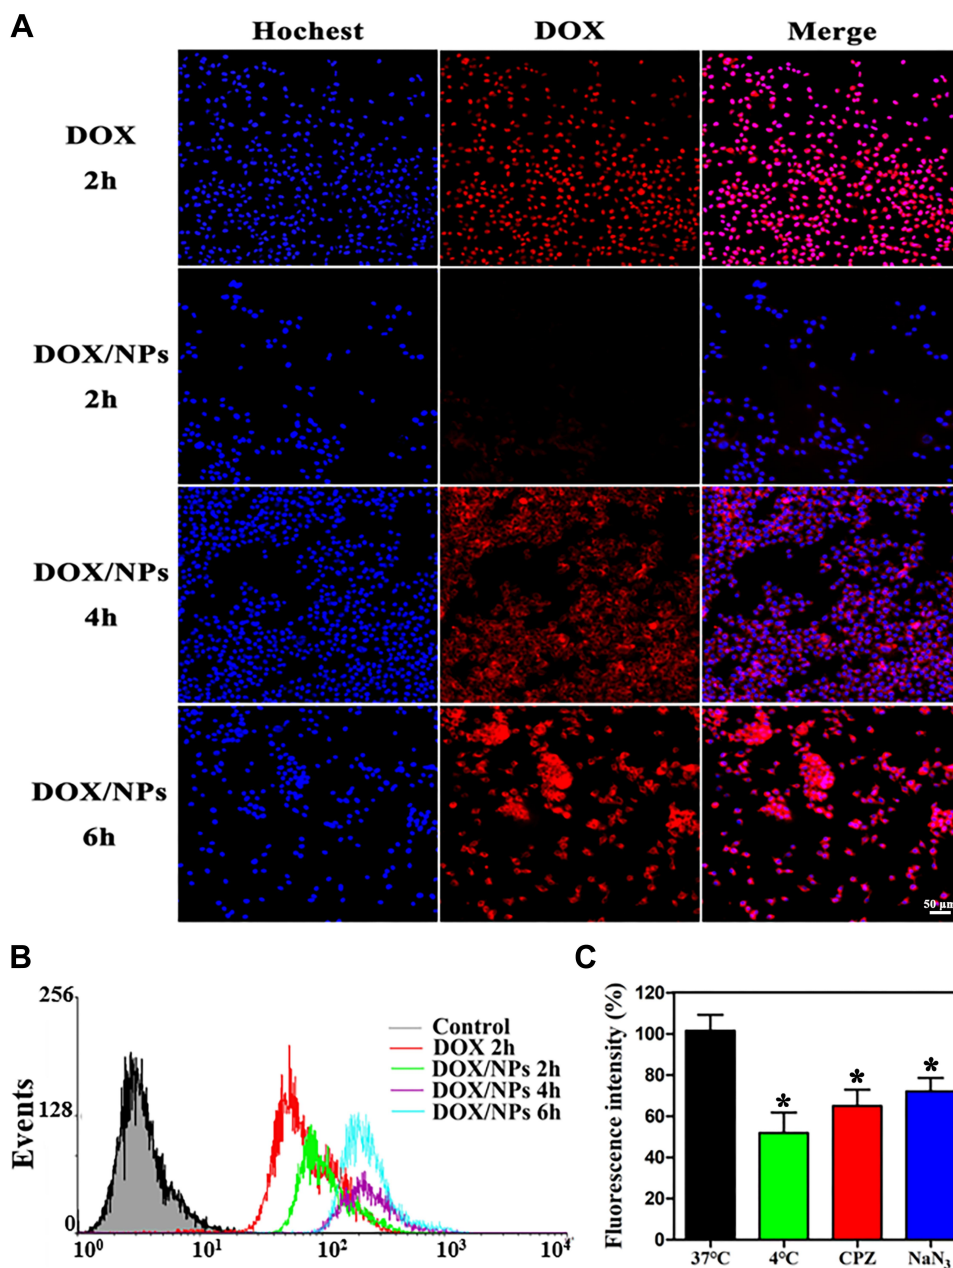 A
Hochest DOX Merge
DOX
2h
DOX/NPs
2h
DOX/NPs
4h
DOX/NPs
6h
50 µm
B
256
128
0
Events
Control
DOX 2h
DOX/NPs 2h
DOX/NPs 4h
DOX/NPs 6h
10⁰ 10¹ 10² 10³ 10⁴
C
Fluorescence intensity (%)
120
100
80
60
40
20
0
* * *
37°C 4°C CPZ NaN₃